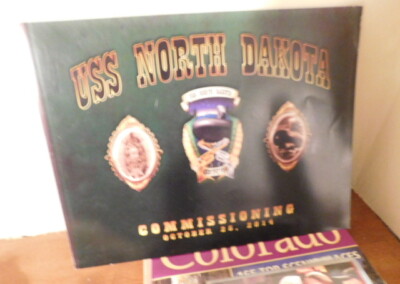 USS NORTH DAKOTA
COMMISSIONING
OCTOBER 25, 2014
Colorado